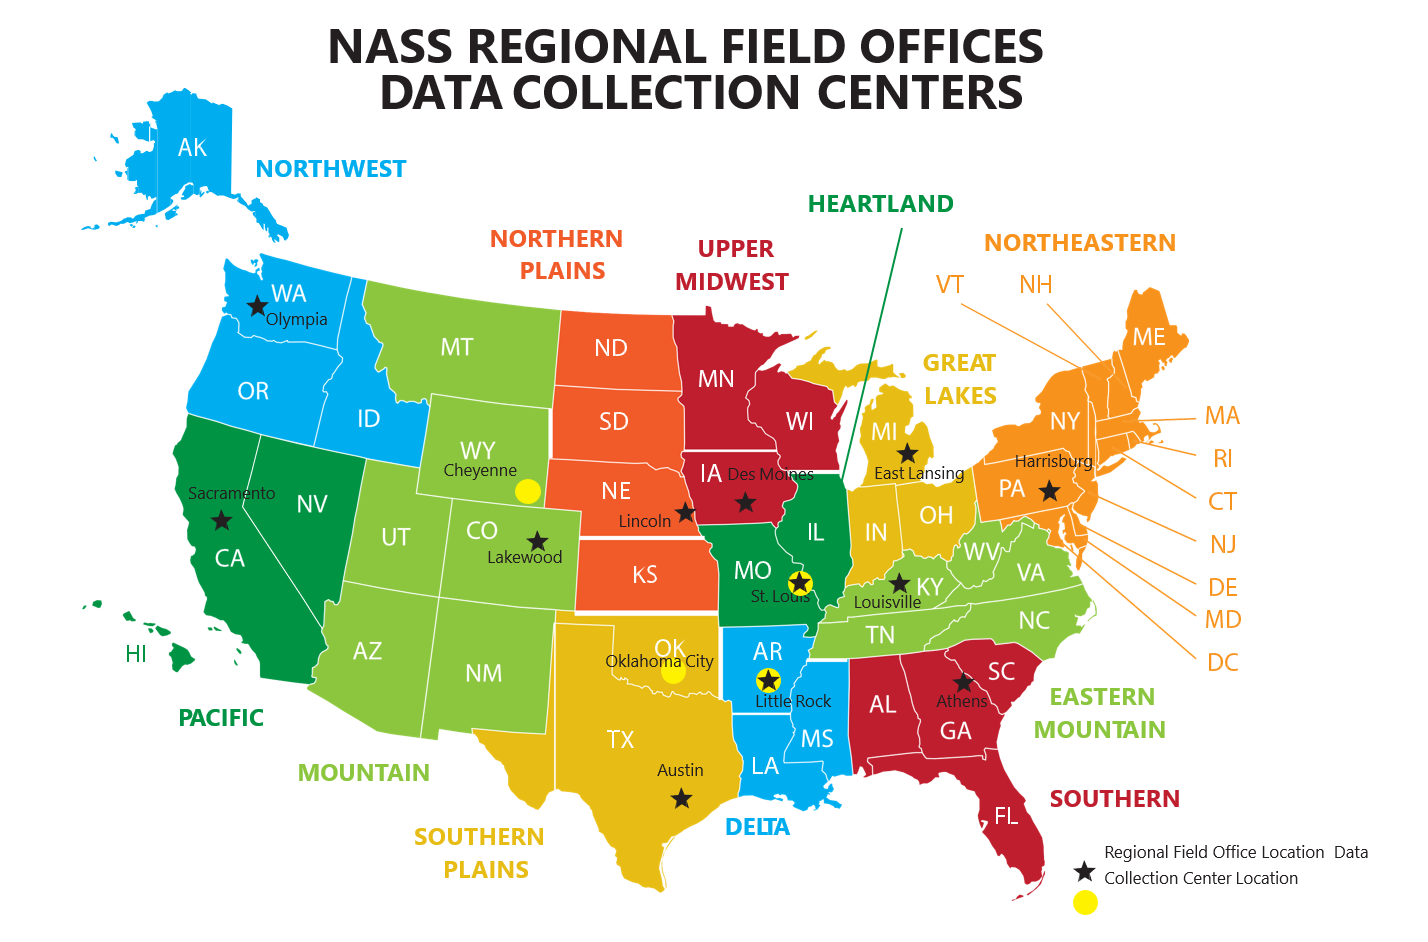 NASS REGIONAL FIELD OFFICES
DATA COLLECTION CENTERS
AK
NORTHWEST
HEARTLAND
NORTHERN
PLAINS
UPPER
MIDWEST
NORTHEASTERN
VT
NH
WA
Olympia
MT
ND
MN
GREAT
LAKES
ME
OR
ID
SD
WI
MI
NY
MA
WY
Cheyenne
IA
Des Moines
East Lansing
Harrisburg
RI
Sacramento
NV
NE
Lincoln
PA
CT
UT
CO
Lakewood
IL
IN
OH
CA
KS
MO
St. Louis
KY
Louisville
WV
VA
NJ
DE
MD
DC
HI
AZ
NM
OK
Oklahoma City
AR
Little Rock
TN
NC
SC
PACIFIC
MOUNTAIN
TX
Austin
MS
LA
AL
Athens
GA
EASTERN
MOUNTAIN
SOUTHERN
PLAINS
DELTA
FL
SOUTHERN
Regional Field Office Location Data
Collection Center Location